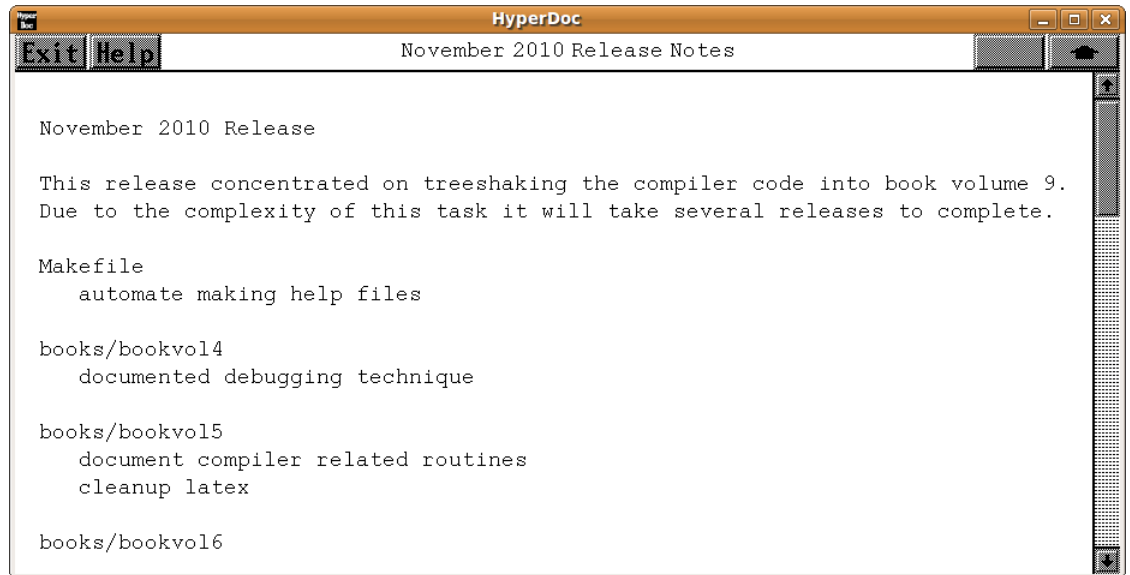 Hyper Doc
HyperDoc
Exit Help
November 2010 Release Notes
November 2010 Release
This release concentrated on treeshaking the compiler code into book volume 9.
Due to the complexity of this task it will take several releases to complete.
Makefile
automate making help files
books/bookvol4
documented debugging technique
books/bookvol5
document compiler related routines
cleanup latex
books/bookvol6